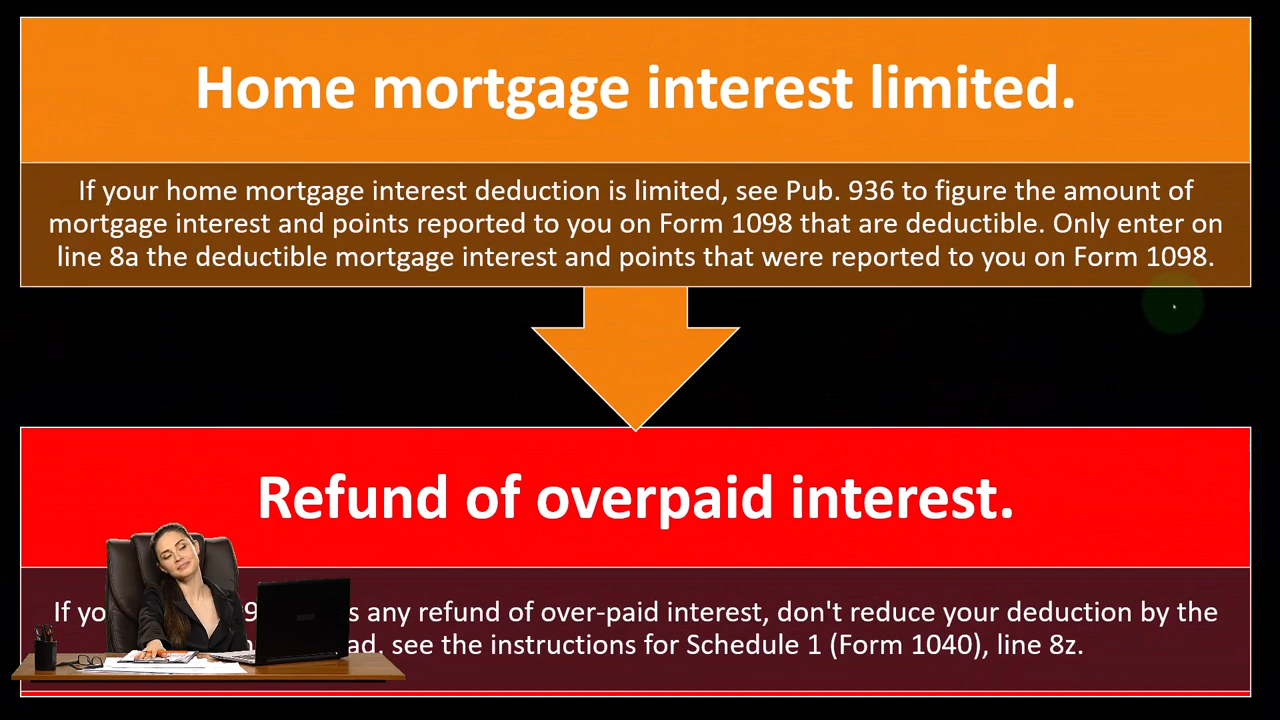 Home mortgage interest limited.
If your home mortgage interest deduction is limited, see Pub. 936 to figure the amount of
mortgage interest and points reported to you on Form 1098 that are deductible. Only enter on
line 8a the deductible mortgage interest and points that were reported to you on Form 1098.
Refund of overpaid interest.
If any refund of over-paid interest, don't reduce your deduction by the
see the instructions for Schedule 1 (Form 1040), line 8z.